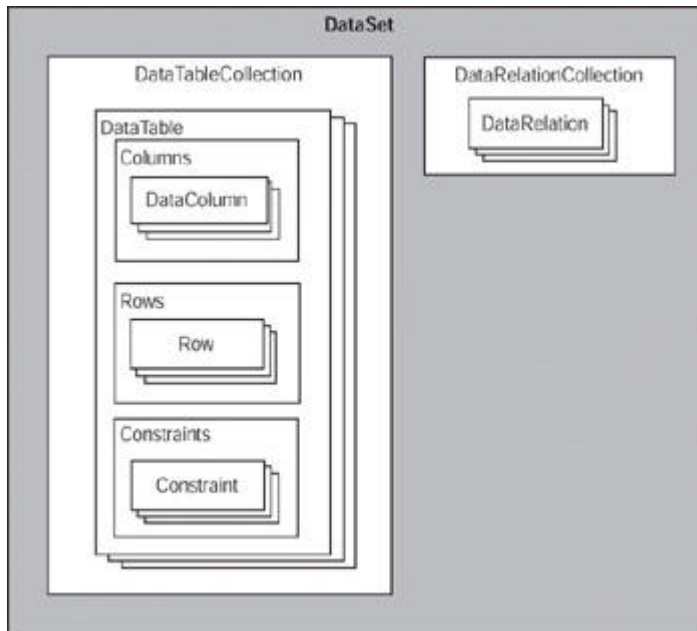 DataSet
DataTableCollection
DataTable
Columns
DataColumn
Rows
Row
Constraints
Constraint
DataRelationCollection
DataRelation